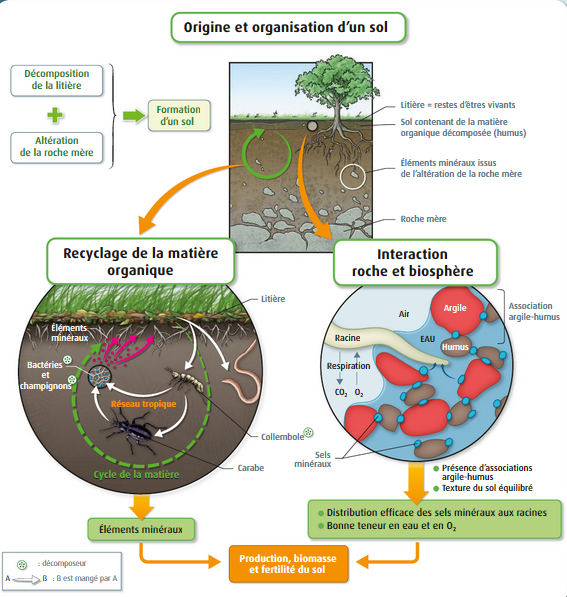 Origine et organisation d'un sol
Décomposition
de la litière
Altération
de la roche mère
Formation
d'un sol
Litière = restes d'êtres vivants
Sol contenant de la matière
organique décomposée (humus)
Éléments minéraux issus
de l'altération de la roche mère
Roche mère
Recyclage de la matière
organique
Interaction
roche et biosphère
Litière
Éléments
minéraux
Bactéries
et
champignons
Réseau tropique
Collembole
Carabe
Cycle de la matière
Air
Argile
Association
argile-humus
Racine
EAU
Humus
Respiration
CO₂ O₂
Sels
minéraux
Présence d'associations
argile-humus
Texture du sol équilibré
Éléments minéraux
Distribution efficace des sels minéraux aux racines
Bonne teneur en eau et en O₂
Production, biomasse
et fertilité du sol
: décomposeur
A B : B est mangé par A